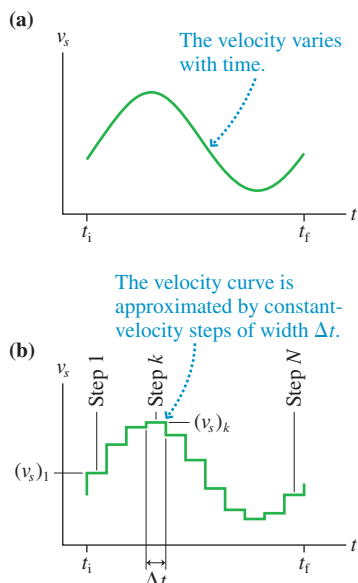 (a)
v_s
The velocity varies
with time.
t
t_i
t_f
The velocity curve is
approximated by constant-
velocity steps of width Δt.
(b)
v_s
Step 1
Step k
Step N
(v_s)_k
(v_s)_1
t
t_i
t_f
Δt